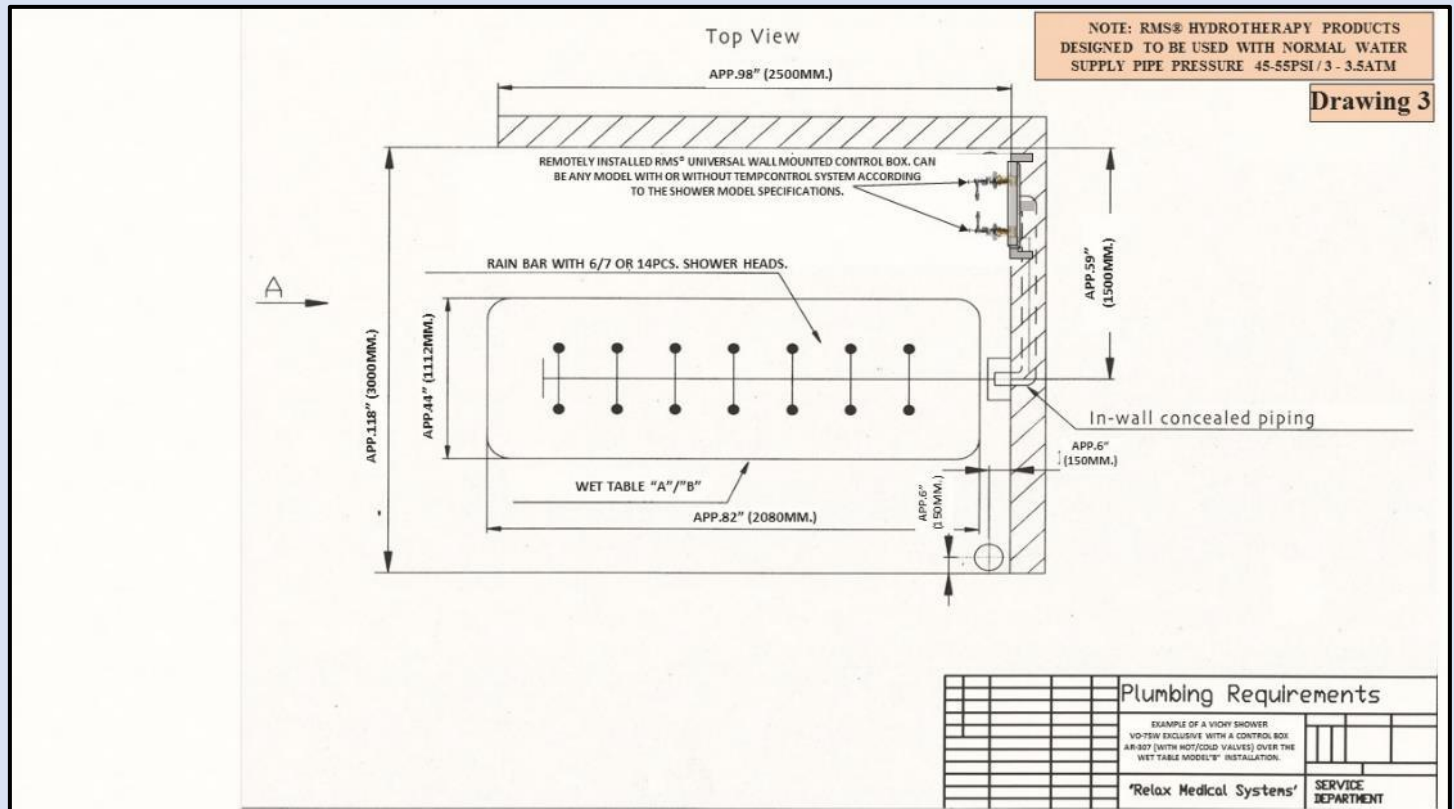 Top View
NOTE: RMS® HYDROTHERAPY PRODUCTS
DESIGNED TO BE USED WITH NORMAL WATER
SUPPLY PIPE PRESSURE 45-55PSI / 3 - 3.5ATM
Drawing 3
APP.98” (2500MM.)
REMOTELY INSTALLED RMS® UNIVERSAL WALL MOUNTED CONTROL BOX. CAN
BE ANY MODEL WITH OR WITHOUT TEMPCONTROL SYSTEM ACCORDING
TO THE SHOWER MODEL SPECIFICATIONS.
RAIN BAR WITH 6/7 OR 14PCS. SHOWER HEADS.
A
APP.118” (3000MM.)
APP.44” (1112MM.)
APP.59”
(1500MM.)
In-wall concealed piping
APP.6”
(150MM.)
APP.6”
(150MM.)
WET TABLE “A”/”B”
APP.82” (2080MM.)
Plumbing Requirements
EXAMPLE OF A VICHY SHOWER
VO-7SW EXCLUSIVE WITH A CONTROL BOX
AR-307 (WITH HOT/COLD VALVES) OVER THE
WET TABLE MODEL”B” INSTALLATION.
'Relax Medical Systems'
SERVICE
DEPARTMENT